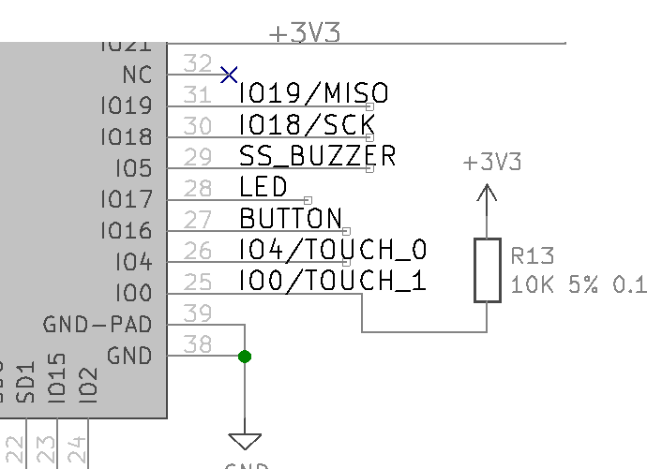 +3V3
IO21
NC 32
IO19 31 IO19/MISO
IO18 30 IO18/SCK
IO5 29 SS_BUZZER
IO17 28 LED
IO16 27 BUTTON
IO4 26 IO4/TOUCH_0
IO0 25 IO0/TOUCH_1
GND-PAD 39
GND 38
+3V3
R13
10K 5% 0.1
SD1
IO15
IO2
22
23
24
GND